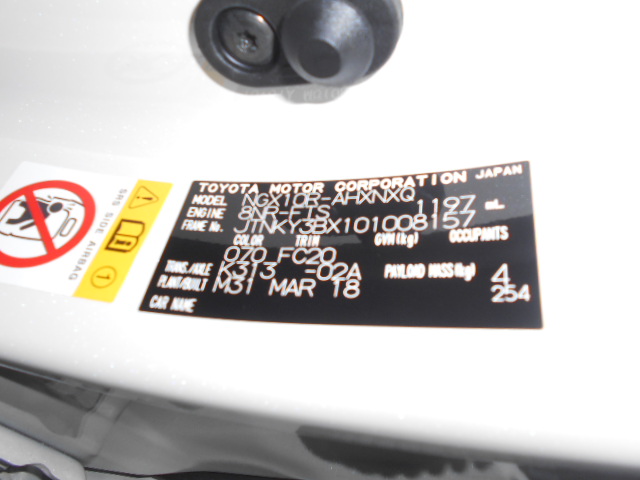 TOYOTA MOTOR CORPORATION JAPAN
MODEL NGX10R-AHXNXQ
ENGINE 8NR-FTS 1197 mL
FRAME No. JTNKY3BX101008157
COLOR TRIM GVM(kg) OCCUPANTS
070 FC20
TRANS./AXLE K313 -02A PAYLOAD MASS(kg) 4
PLANT/BUILT M31 MAR 18 254
CAR NAME
SRS SIDE AIRBAG
1